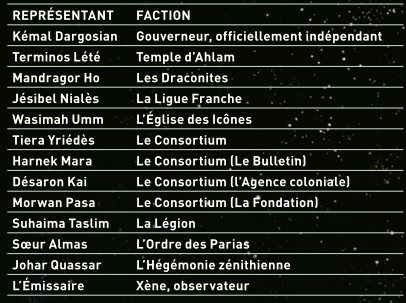 REPRÉSENTANT FACTION
Kémal Dargosian Gouverneur, officiellement indépendant
Terminos Lété Temple d'Ahlam
Mandragor Ho Les Draconites
Jésibel Nialès La Ligue Franche
Wasimah Umm L'Église des Icônes
Tiera Yriédès Le Consortium
Harnek Mara Le Consortium (Le Bulletin)
Désaron Kai Le Consortium (l'Agence coloniale)
Morwan Pasa Le Consortium (La Fondation)
Suhaima Taslim La Légion
Sœur Almas L'Ordre des Parias
Johar Quassar L'Hégémonie zénithienne
L'Émissaire Xène, observateur